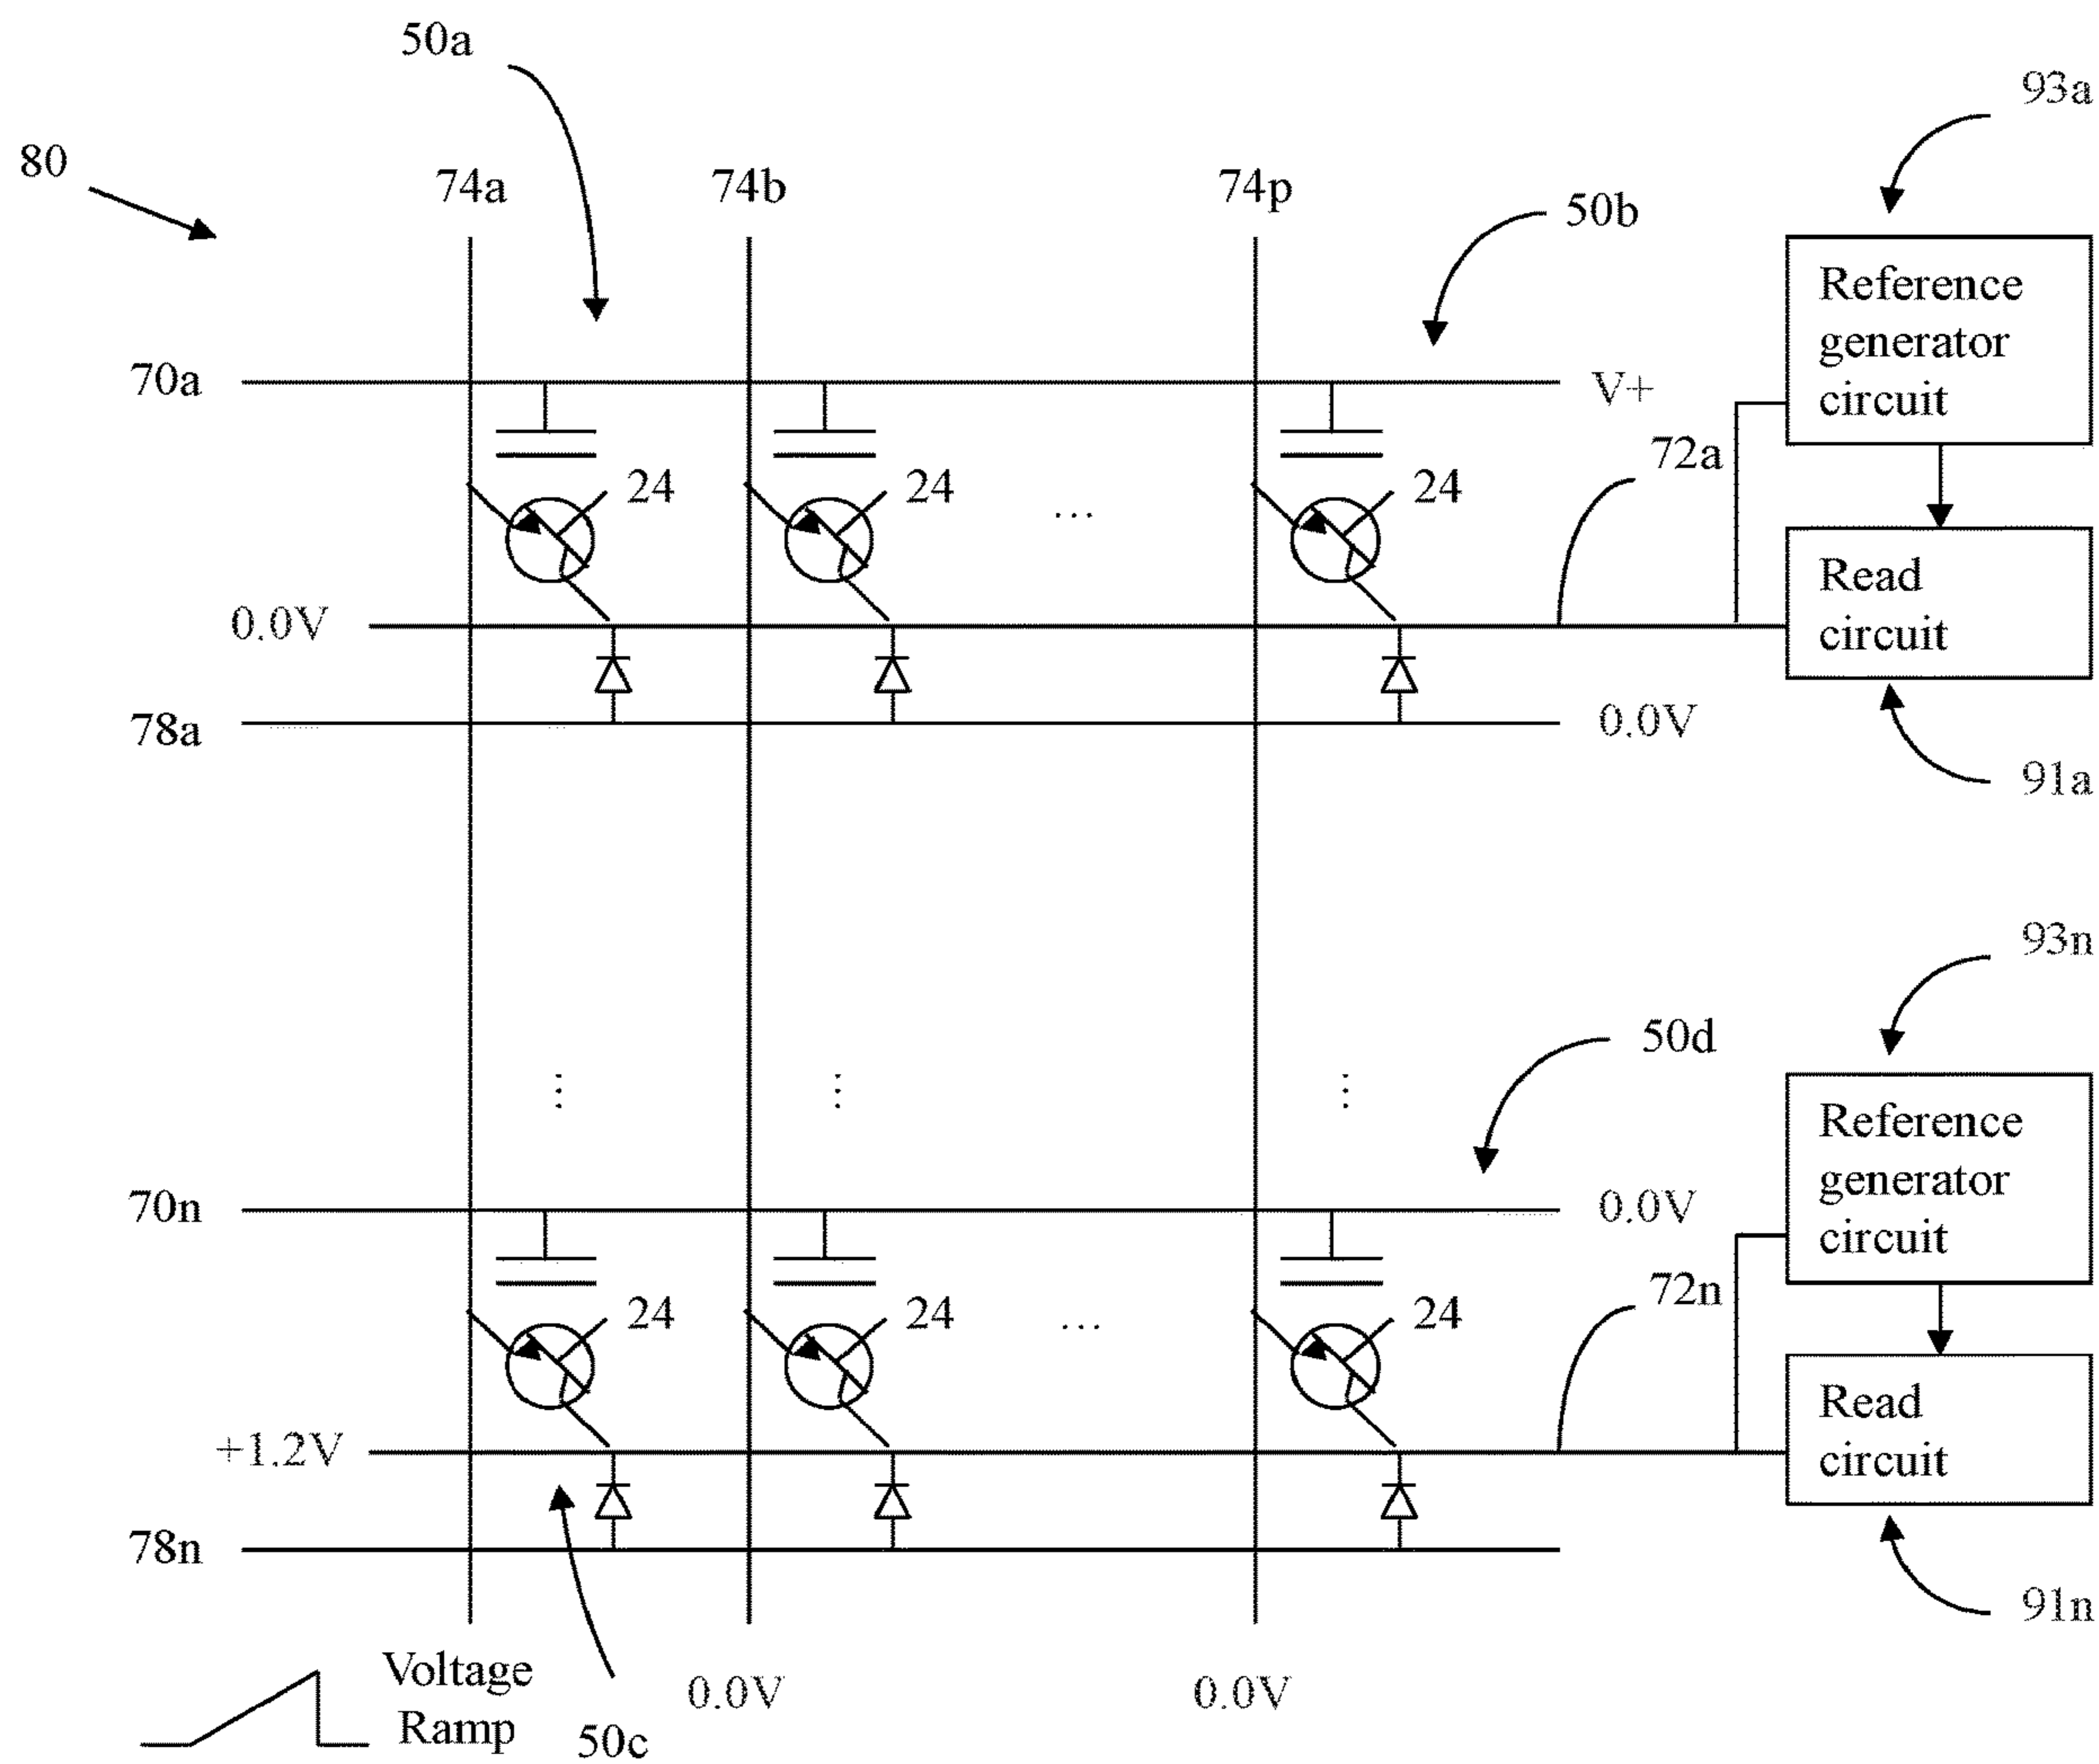 50a
93a
80
74a
74b
74p
50b
Reference
generator
circuit
70a
V+
72a
24
24
24
...
Read
circuit
0.0V
78a
0.0V
91a
93n
50d
...
...
...
Reference
generator
circuit
70n
0.0V
72n
24
24
24
...
Read
circuit
+1.2V
78n
91n
Voltage
Ramp
0.0V
0.0V
50c